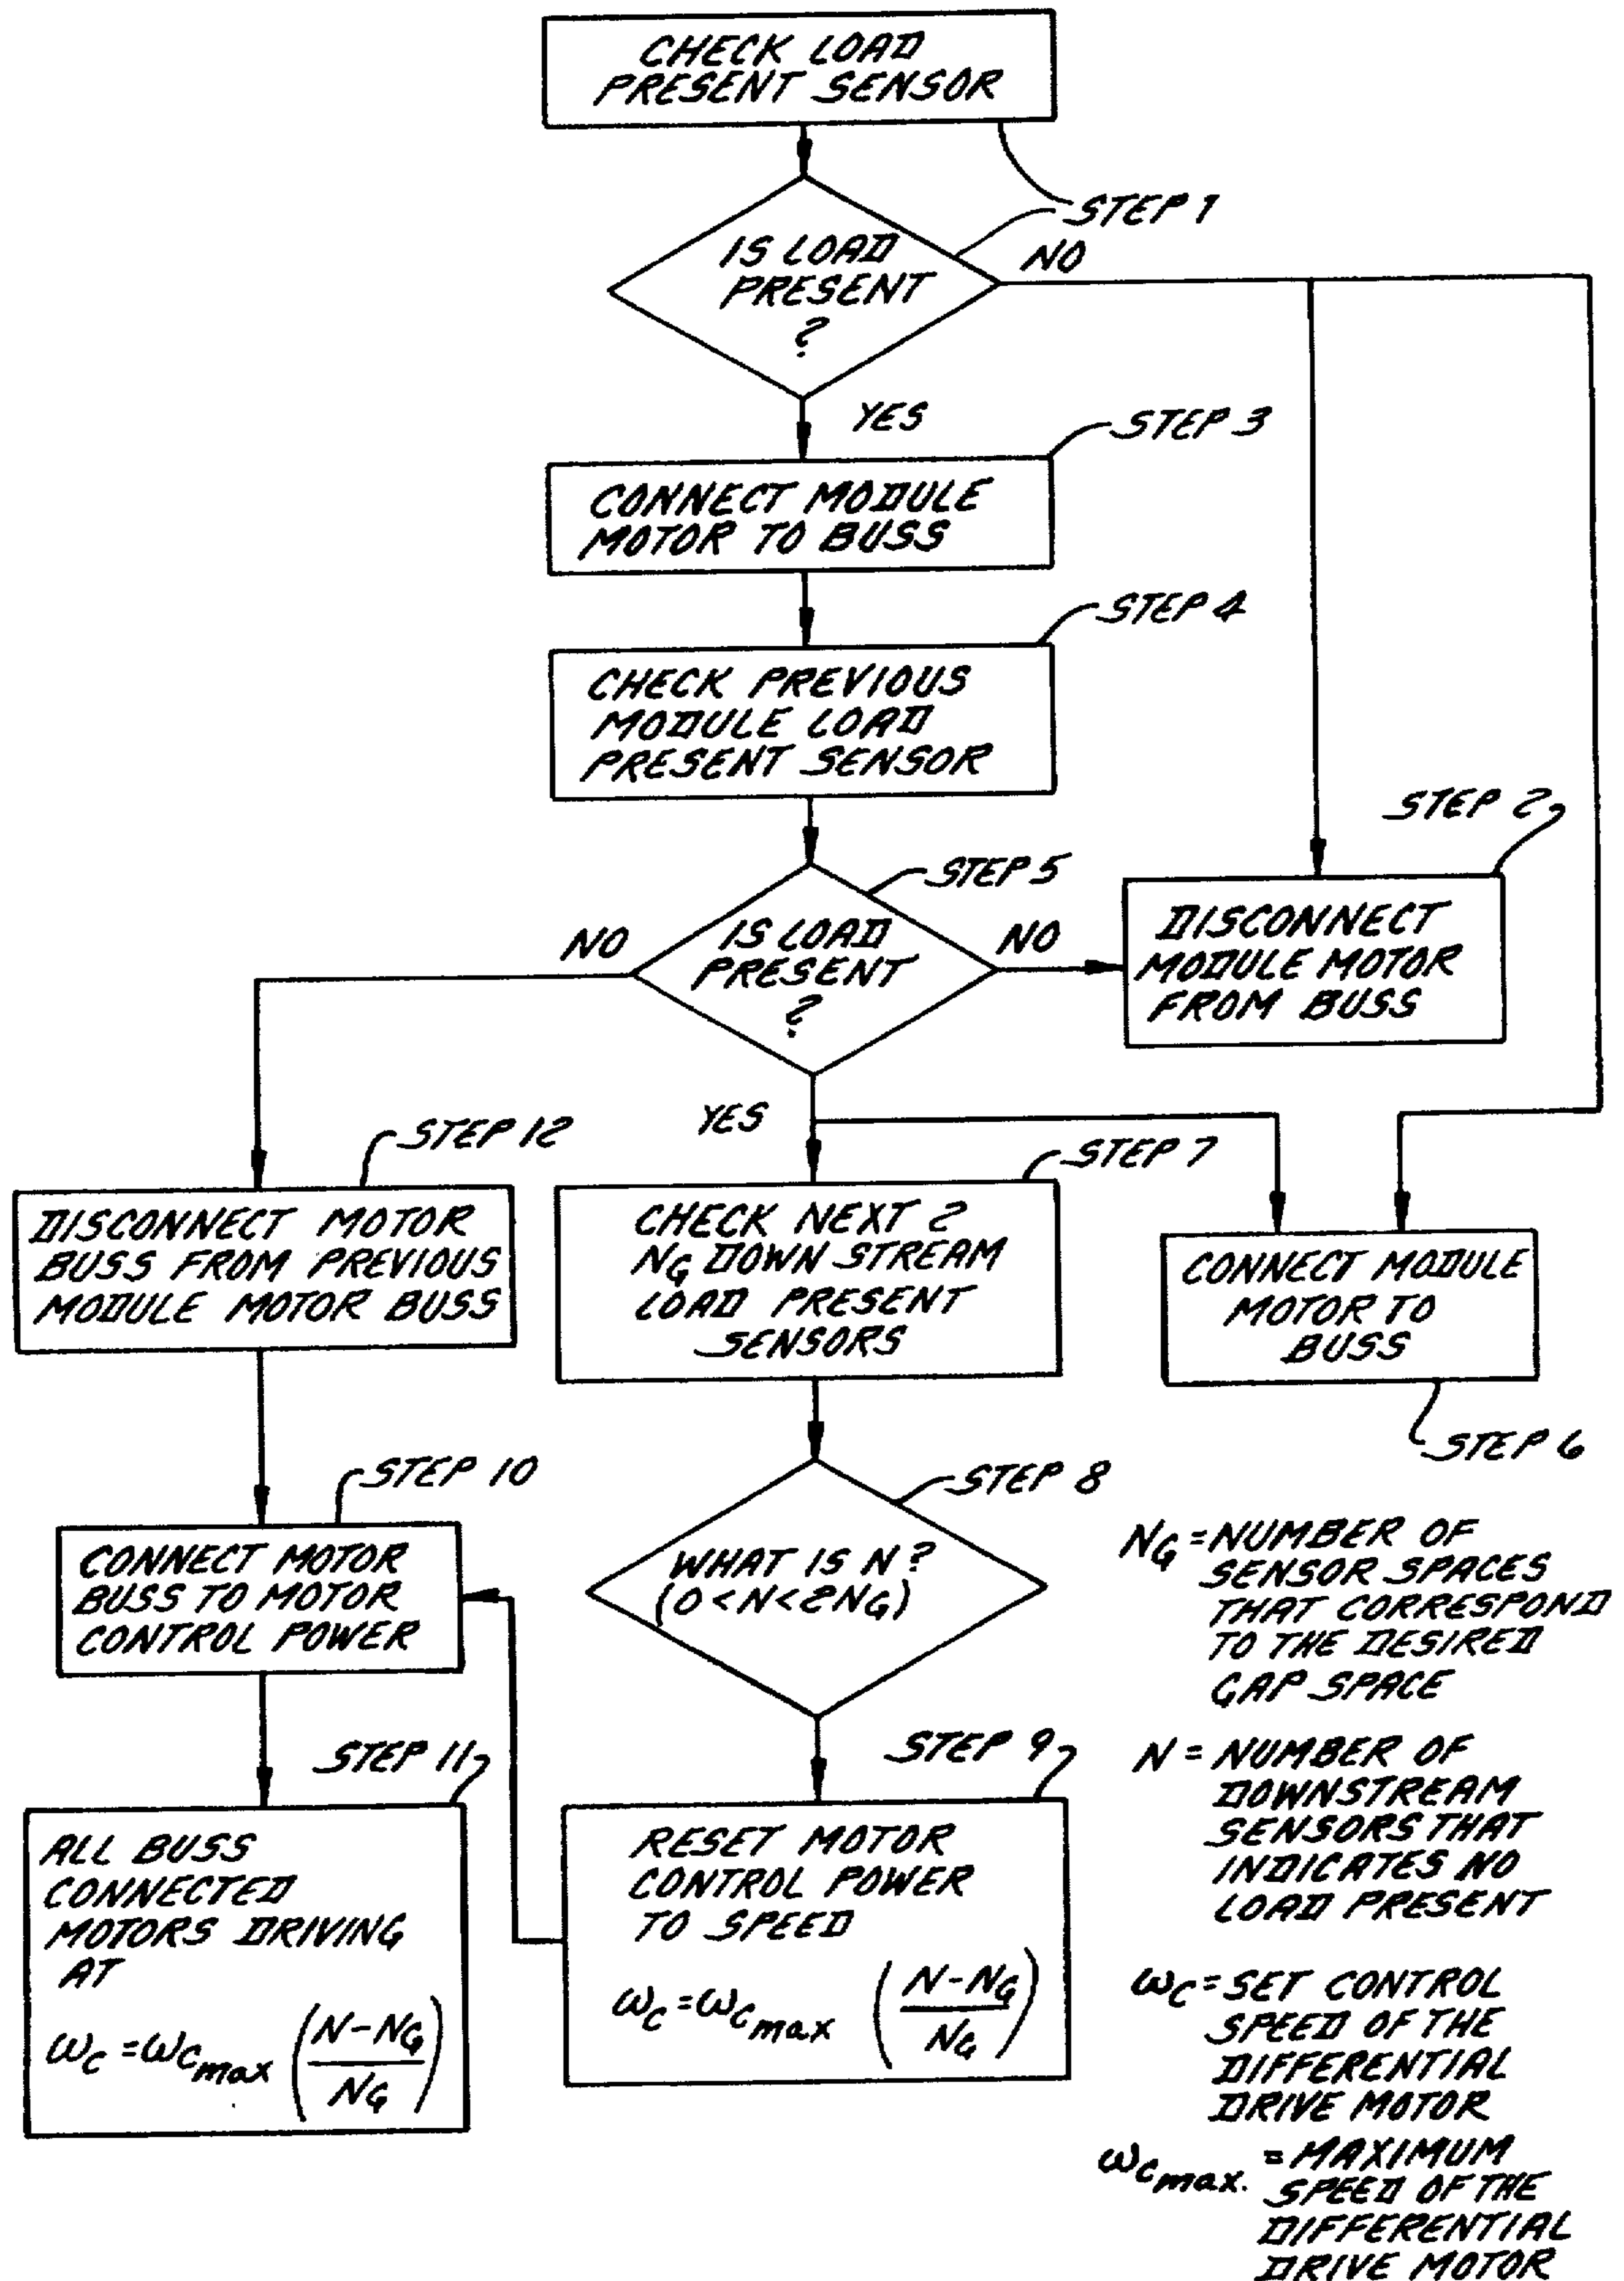 CHECK LOAD
PRESENT SENSOR
STEP 1
IS LOAD
PRESENT
?
NO
YES
STEP 3
CONNECT MODULE
MOTOR TO BUSS
STEP 4
CHECK PREVIOUS
MODULE LOAD
PRESENT SENSOR
STEP 2
STEP 5
NO
IS LOAD
PRESENT
?
NO
DISCONNECT
MODULE MOTOR
FROM BUSS
YES
STEP 12
DISCONNECT MOTOR
BUSS FROM PREVIOUS
MODULE MOTOR BUSS
STEP 7
CHECK NEXT 2
NG DOWN STREAM
LOAD PRESENT
SENSORS
CONNECT MODULE
MOTOR TO
BUSS
STEP 6
STEP 10
CONNECT MOTOR
BUSS TO MOTOR
CONTROL POWER
STEP 8
WHAT IS N?
(0<N<2NG)
STEP 11
ALL BUSS
CONNECTED
MOTORS DRIVING
AT
ωC=ωCmax (N-NG/NG)
STEP 9
RESET MOTOR
CONTROL POWER
TO SPEED
ωC=ωCmax (N-NG/NG)
NG=NUMBER OF
SENSOR SPACES
THAT CORRESPOND
TO THE DESIRED
GAP SPACE
N=NUMBER OF
DOWNSTREAM
SENSORS THAT
INDICATES NO
LOAD PRESENT
ωC=SET CONTROL
SPEED OF THE
DIFFERENTIAL
DRIVE MOTOR
ωCmax.=MAXIMUM
SPEED OF THE
DIFFERENTIAL
DRIVE MOTOR